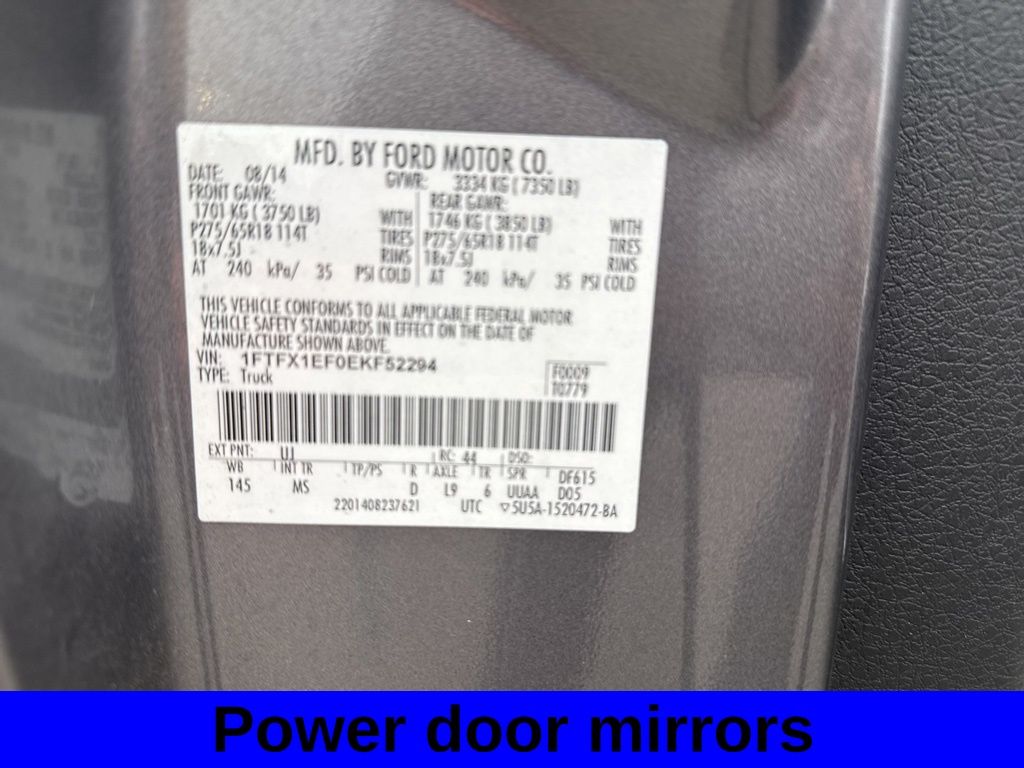 MFD. BY FORD MOTOR CO.
DATE: 08/14 GVWR: 3334 KG ( 7350 LB)
FRONT GAWR: REAR GAWR:
1701 KG ( 3750 LB) WITH 1746 KG ( 3850 LB) WITH
P275/65R18 114T TIRES P275/65R18 114T TIRES
18x7.5J RIMS 18x7.5J RIMS
AT 240 kPa/ 35 PSI COLD AT 240 kPa/ 35 PSI COLD
THIS VEHICLE CONFORMS TO ALL APPLICABLE FEDERAL MOTOR
VEHICLE SAFETY STANDARDS IN EFFECT ON THE DATE OF
MANUFACTURE SHOWN ABOVE.
VIN: 1FTFX1EF0EKF52294 F0009
TYPE: Truck T0779
EXT PNT: UJ RC: 44 DSO:
WB INT TR TP/PS R AXLE TR SPR DF615
145 MS D L9 6 UUAA D05
2201408237621 UTC ▽5U5A-1520472-BA
Power door mirrors